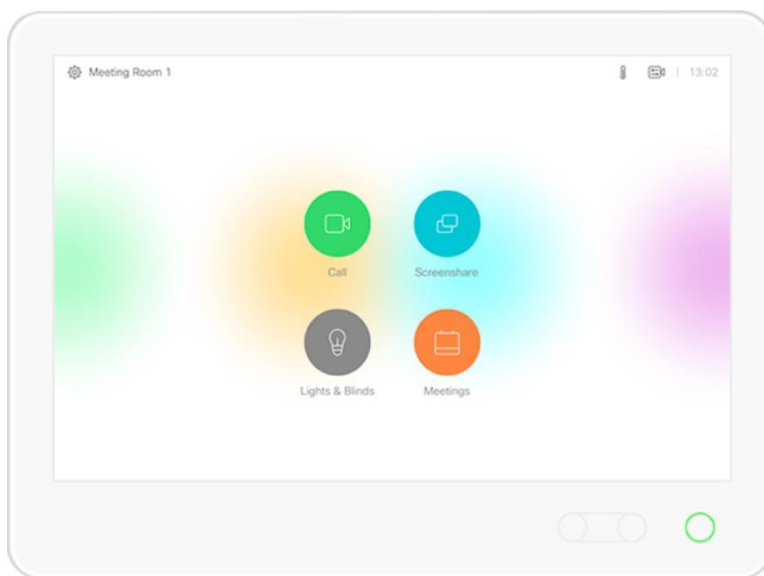 Meeting Room 1
13:02
Call
Screenshare
Lights & Blinds
Meetings